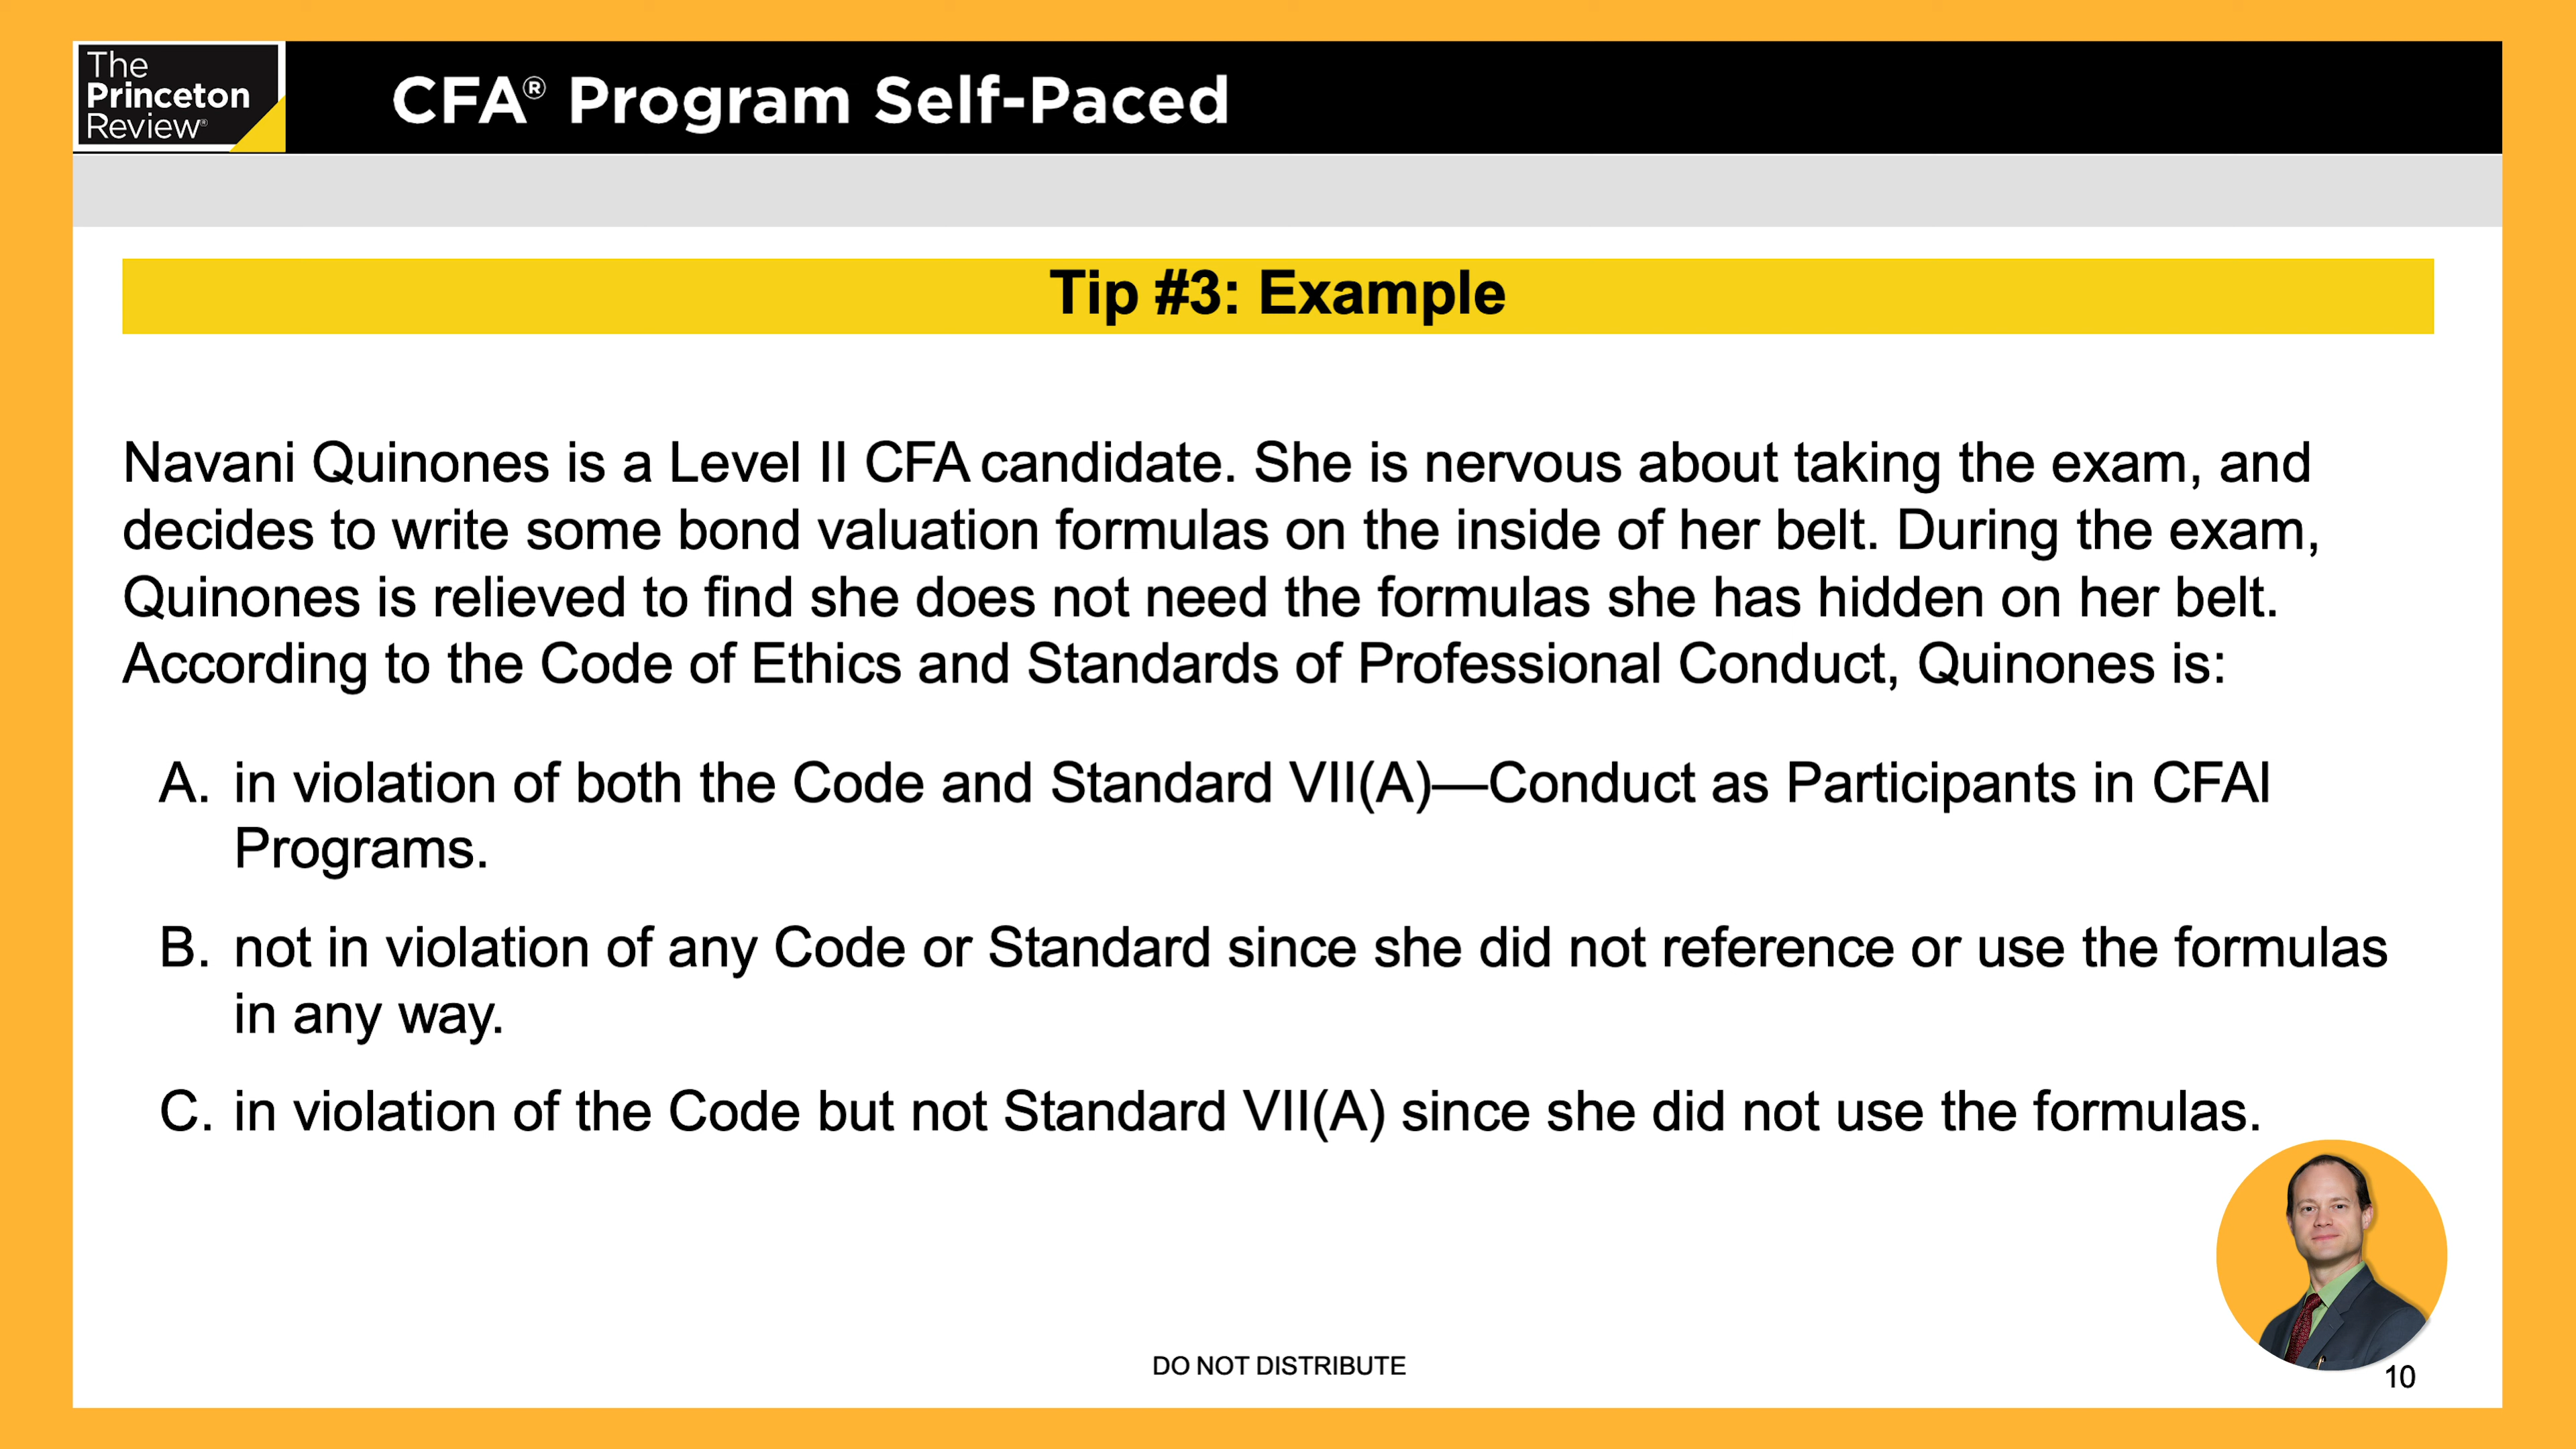 The
Princeton
Review®
CFA® Program Self-Paced
Tip #3: Example
Navani Quinones is a Level II CFA candidate. She is nervous about taking the exam, and
decides to write some bond valuation formulas on the inside of her belt. During the exam,
Quinones is relieved to find she does not need the formulas she has hidden on her belt.
According to the Code of Ethics and Standards of Professional Conduct, Quinones is:
A. in violation of both the Code and Standard VII(A)—Conduct as Participants in CFAI
Programs.
B. not in violation of any Code or Standard since she did not reference or use the formulas
in any way.
C. in violation of the Code but not Standard VII(A) since she did not use the formulas.
DO NOT DISTRIBUTE
10